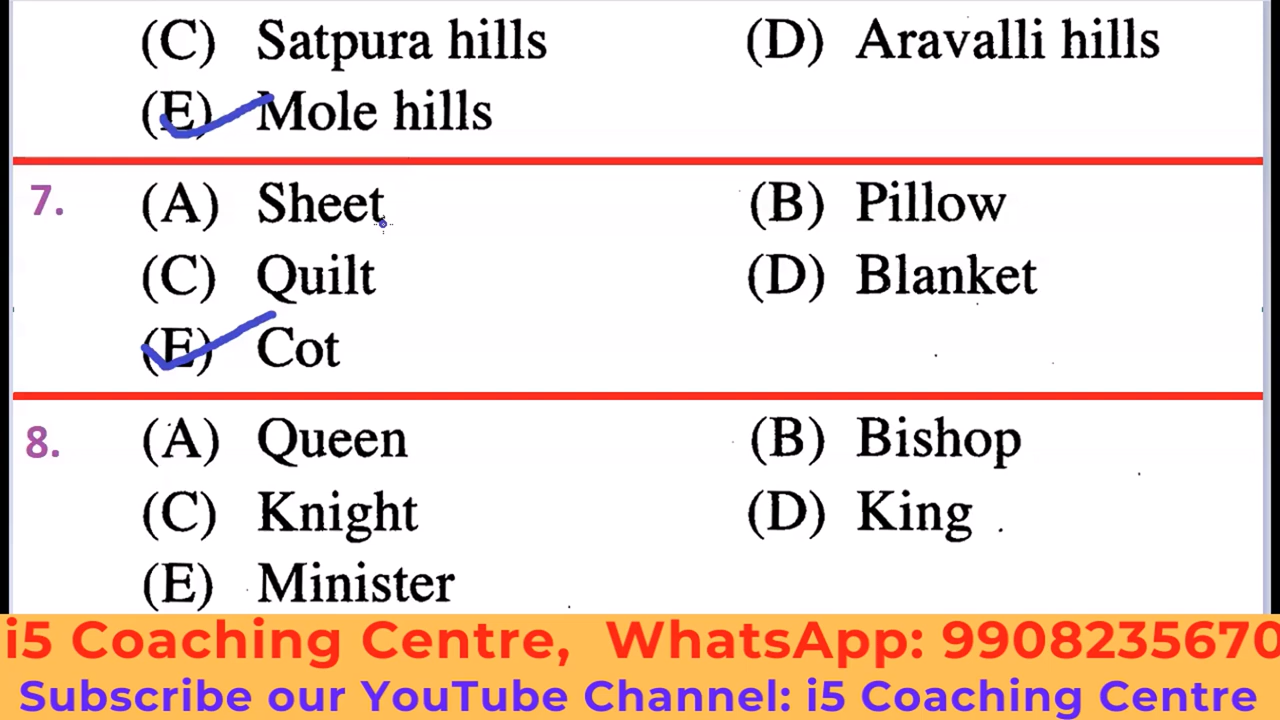 (C) Satpura hills (D) Aravalli hills
(E) Mole hills
7. (A) Sheet (B) Pillow
(C) Quilt (D) Blanket
(E) Cot
8. (A) Queen (B) Bishop
(C) Knight (D) King
(E) Minister
i5 Coaching Centre, WhatsApp: 9908235670
Subscribe our YouTube Channel: i5 Coaching Centre